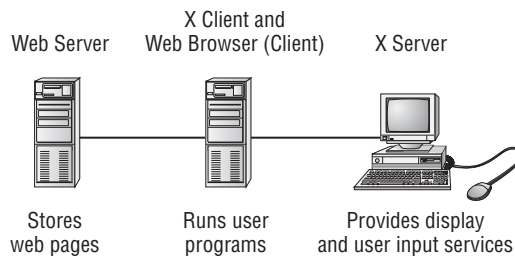 Web Server
X Client and
Web Browser (Client)
X Server
Stores
web pages
Runs user
programs
Provides display
and user input services